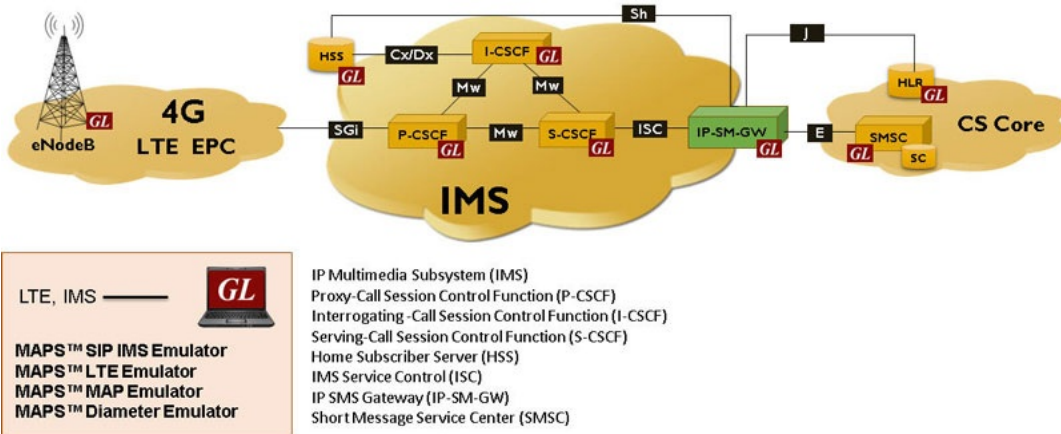 Sh
J
HSS
GL
Cx/Dx
I-CSCF
GL
HLR
GL
Mw
Mw
4G
LTE EPC
GL
eNodeB
SGi
P-CSCF
GL
Mw
S-CSCF
GL
ISC
IP-SM-GW
GL
E
SMSC
GL
SC
CS Core
IMS
LTE, IMS
GL
MAPS™ SIP IMS Emulator
MAPS™ LTE Emulator
MAPS™ MAP Emulator
MAPS™ Diameter Emulator
IP Multimedia Subsystem (IMS)
Proxy-Call Session Control Function (P-CSCF)
Interrogating -Call Session Control Function (I-CSCF)
Serving-Call Session Control Function (S-CSCF)
Home Subscriber Server (HSS)
IMS Service Control (ISC)
IP SMS Gateway (IP-SM-GW)
Short Message Service Center (SMSC)